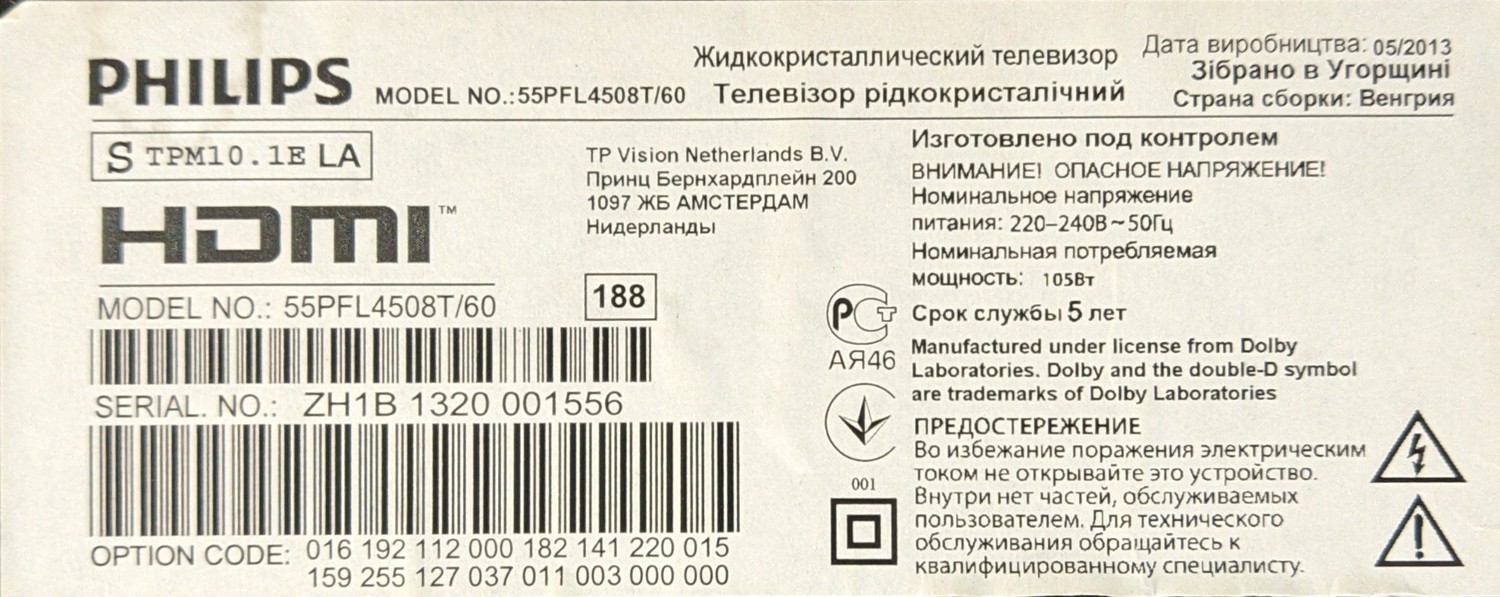 PHILIPS MODEL NO.:55PFL4508T/60
Жидкокристаллический телевизор
Телевізор рідкокристалічний
Дата виробництва: 05/2013
Зібрано в Угорщині
Страна сборки: Венгрия
S TPM10.1E LA
HDMI™
TP Vision Netherlands B.V.
Принц Бернхардплейн 200
1097 ЖБ АМСТЕРДАМ
Нидерланды
188
MODEL NO.: 55PFL4508T/60
SERIAL. NO.: ZH1B 1320 001556
OPTION CODE: 016 192 112 000 182 141 220 015
159 255 127 037 011 003 000 000
Изготовлено под контролем
ВНИМАНИЕ! ОПАСНОЕ НАПРЯЖЕНИЕ!
Номинальное напряжение
питания: 220–240В~50Гц
Номинальная потребляемая
мощность: 105Вт
Срок службы 5 лет
РСТ
АЯ46
001
Manufactured under license from Dolby
Laboratories. Dolby and the double-D symbol
are trademarks of Dolby Laboratories
ПРЕДОСТЕРЕЖЕНИЕ
Во избежание поражения электрическим
током не открывайте это устройство.
Внутри нет частей, обслуживаемых
пользователем. Для технического
обслуживания обращайтесь к
квалифицированному специалисту.